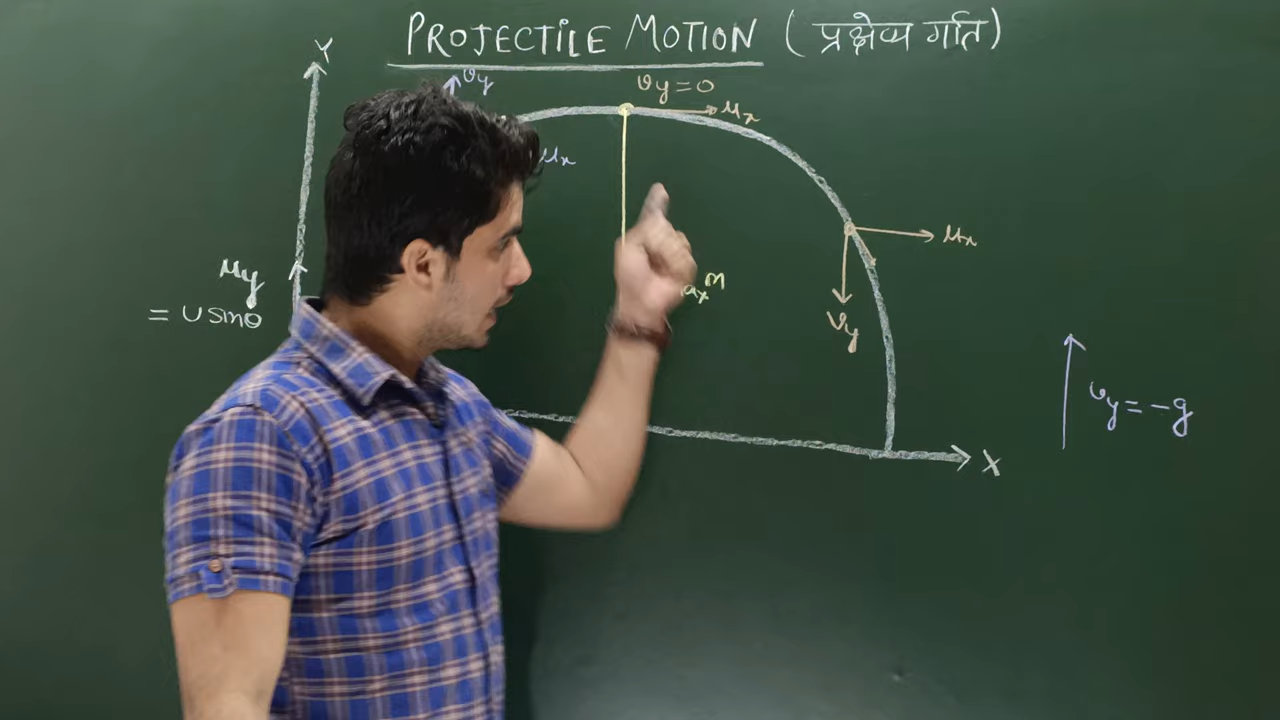 PROJECTILE MOTION (प्रक्षेप्य गति)
Y
vy
vy=0
ux
ux
ux
uy
= U sinθ
vy
vy = -g
X